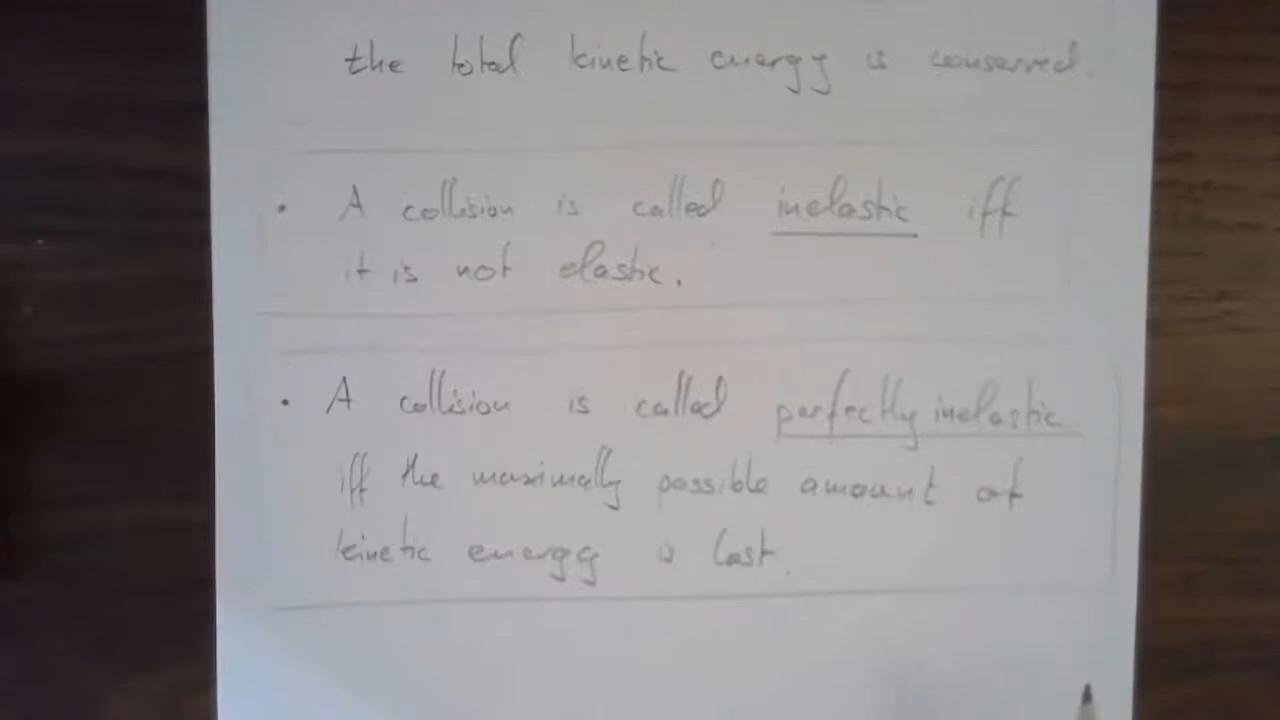 the total kinetic energy is conserved.
• A collision is called inelastic iff
it is not elastic.
• A collision is called perfectly inelastic
iff the maximally possible amount of
kinetic energy is lost.